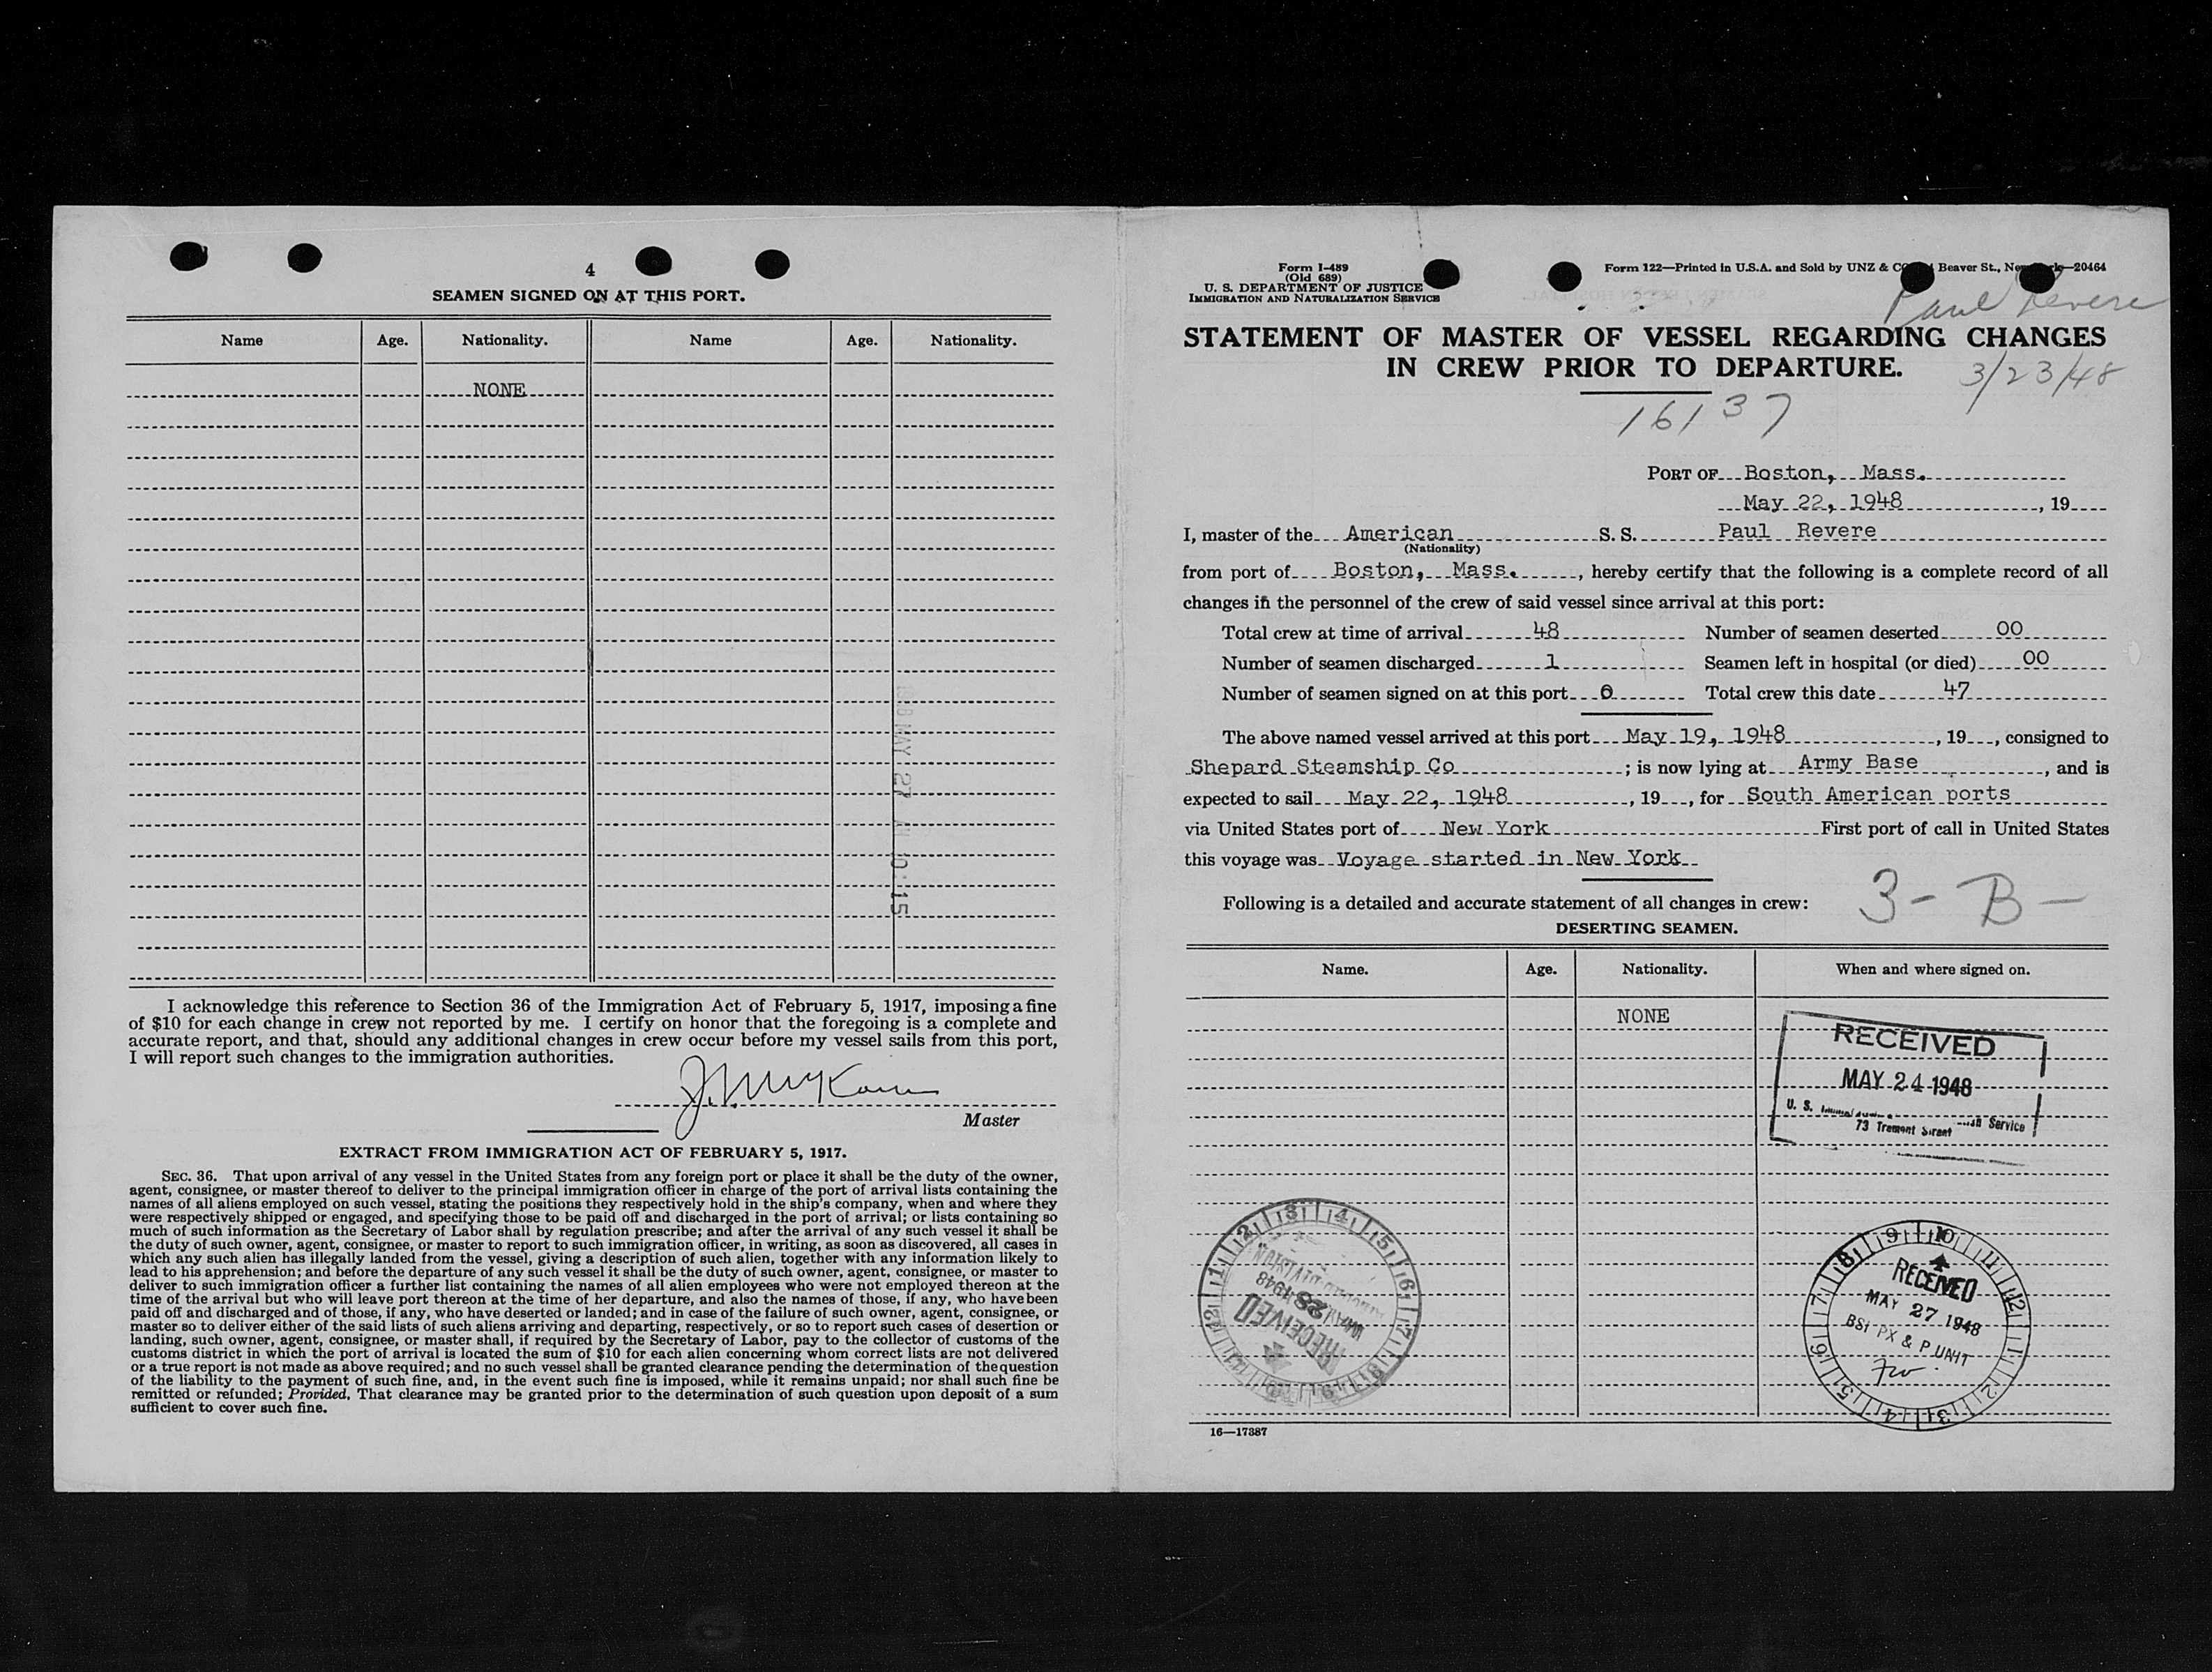 4
SEAMEN SIGNED ON AT THIS PORT.
Name Age. Nationality. Name Age. Nationality.
NONE
MAY 27
I acknowledge this reference to Section 36 of the Immigration Act of February 5, 1917, imposing a fine
of $10 for each change in crew not reported by me. I certify on honor that the foregoing is a complete and
accurate report, and that, should any additional changes in crew occur before my vessel sails from this port,
I will report such changes to the immigration authorities.
Master
EXTRACT FROM IMMIGRATION ACT OF FEBRUARY 5, 1917.
SEC. 36. That upon arrival of any vessel in the United States from any foreign port or place it shall be the duty of the owner,
agent, consignee, or master thereof to deliver to the principal immigration officer in charge of the port of arrival lists containing the
names of all aliens employed on such vessel, stating the positions they respectively hold in the ship's company, when and where they
were respectively shipped or engaged, and specifying those to be paid off and discharged in the port of arrival; or lists containing so
much of such information as the Secretary of Labor shall by regulation prescribe; and after the arrival of any such vessel it shall be
the duty of such owner, agent, consignee, or master to report to such immigration officer, in writing, as soon as discovered, all cases in
which any such alien has illegally landed from the vessel, giving a description of such alien, together with any information likely to
lead to his apprehension; and before the departure of any such vessel it shall be the duty of such owner, agent, consignee, or master to
deliver to such immigration officer a further list containing the names of all alien employees who were not employed thereon at the
time of the arrival but who will leave port thereon at the time of her departure, and also the names of those, if any, who have been
paid off and discharged and of those, if any, who have deserted or landed; and in case of the failure of such owner, agent, consignee, or
master so to deliver either of the said lists of such aliens arriving and departing, respectively, or so to report such cases of desertion or
landing, such owner, agent, consignee, or master shall, if required by the Secretary of Labor, pay to the collector of customs of the
customs district in which the port of arrival is located the sum of $10 for each alien concerning whom correct lists are not delivered
or a true report is not made as above required; and no such vessel shall be granted clearance pending the determination of the question
of the liability to the payment of such fine, and, in the event such fine is imposed, while it remains unpaid; nor shall such fine be
remitted or refunded; Provided, That clearance may be granted prior to the determination of such question upon deposit of a sum
sufficient to cover such fine.
Form I-489
(Old 689)
U. S. DEPARTMENT OF JUSTICE
IMMIGRATION AND NATURALIZATION SERVICE
Form 122—Printed in U.S.A. and Sold by UNZ & Beaver St., 20464
Paul Revere
STATEMENT OF MASTER OF VESSEL REGARDING CHANGES
IN CREW PRIOR TO DEPARTURE.
3/23/48
16137
PORT OF Boston, Mass.
May 22, 1948, 19
I, master of the American S. S. Paul Revere
(Nationality)
from port of Boston, Mass., hereby certify that the following is a complete record of all
changes in the personnel of the crew of said vessel since arrival at this port:
Total crew at time of arrival 48 Number of seamen deserted 00
Number of seamen discharged 1 Seamen left in hospital (or died) 00
Number of seamen signed on at this port 0 Total crew this date 47
The above named vessel arrived at this port May 19, 1948, 19, consigned to
Shepard Steamship Co; is now lying at Army Base, and is
expected to sail May 22, 1948, 19, for South American ports
via United States port of New York First port of call in United States
this voyage was Voyage started in New York
3 - B -
Following is a detailed and accurate statement of all changes in crew:
DESERTING SEAMEN.
Name. Age. Nationality. When and where signed on.
NONE
RECEIVED
MAY 24 1948
U. S. Service
73 Tremont Street
1 2 3 4 5 6 7 8 9 10 11 12
RECEIVED
MAY 28 1948
DIVISION
1 2 3 4 5 6 7 8 9 10 11 12
RECEIVED
MAY 27 1948
BSI PX & P UNIT
16—17387